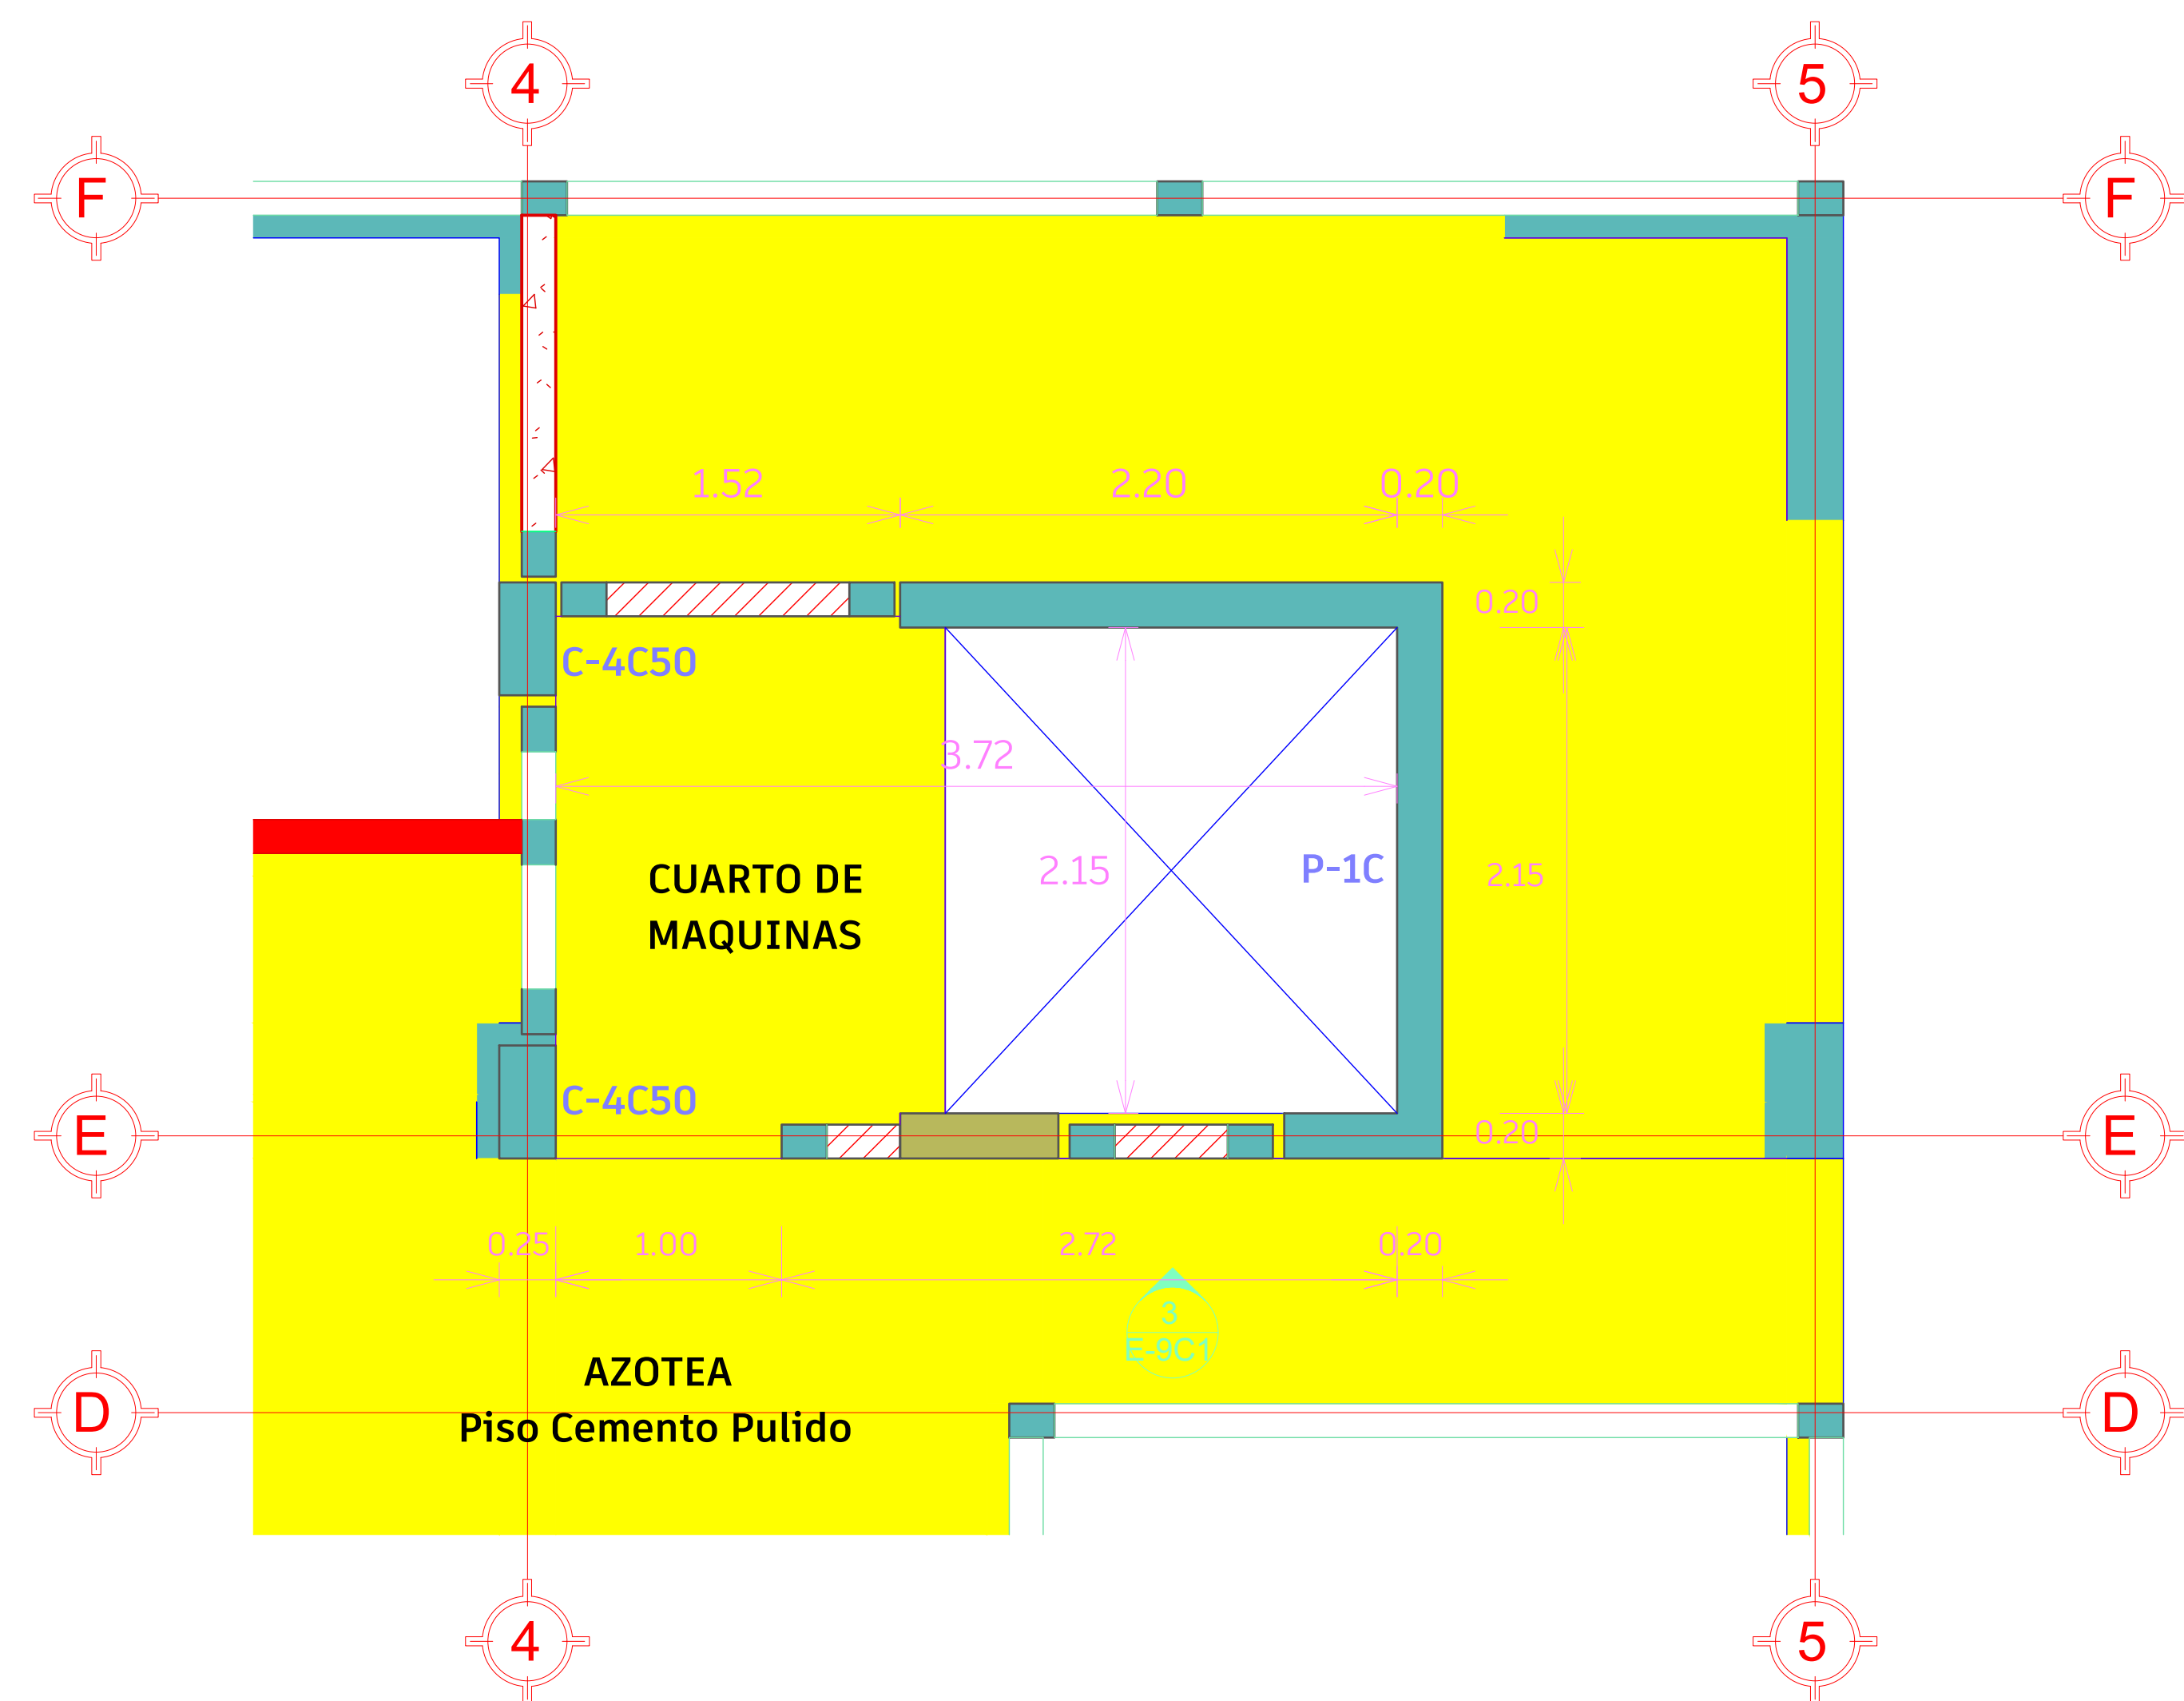 4
5
F
F
1.52
2.20
0.20
0.20
C-4C50
3.72
CUARTO DE
MAQUINAS
2.15
P-1C
2.15
C-4C50
E
0.20
E
0.25
1.00
2.72
0.20
3
E-9C1
AZOTEA
Piso Cemento Pulido
D
D
4
5